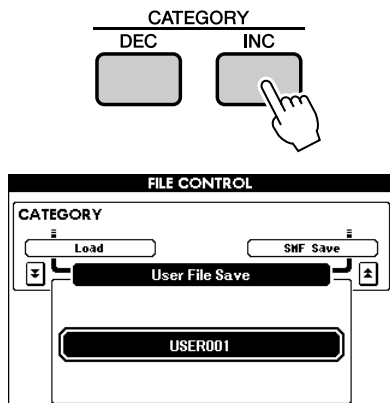 CATEGORY
DEC INC
FILE CONTROL
CATEGORY
Load SMF Save
User File Save
USER001